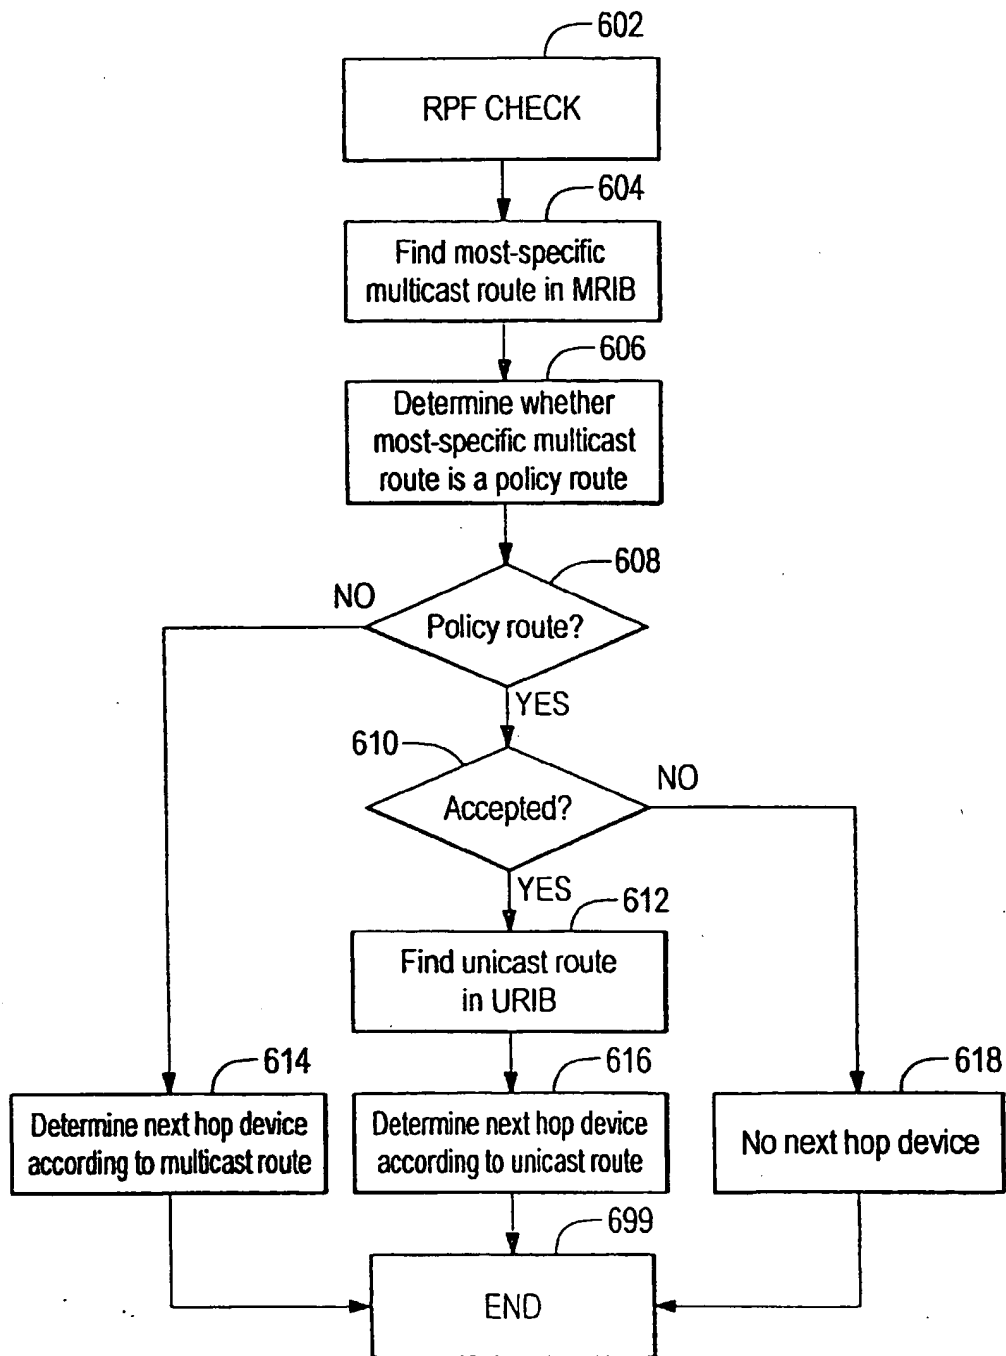 602
RPF CHECK
604
Find most-specific
multicast route in MRIB
606
Determine whether
most-specific multicast
route is a policy route
608
NO
Policy route?
YES
610
NO
Accepted?
YES
612
Find unicast route
in URIB
614
616
618
Determine next hop device
according to multicast route
Determine next hop device
according to unicast route
No next hop device
699
END